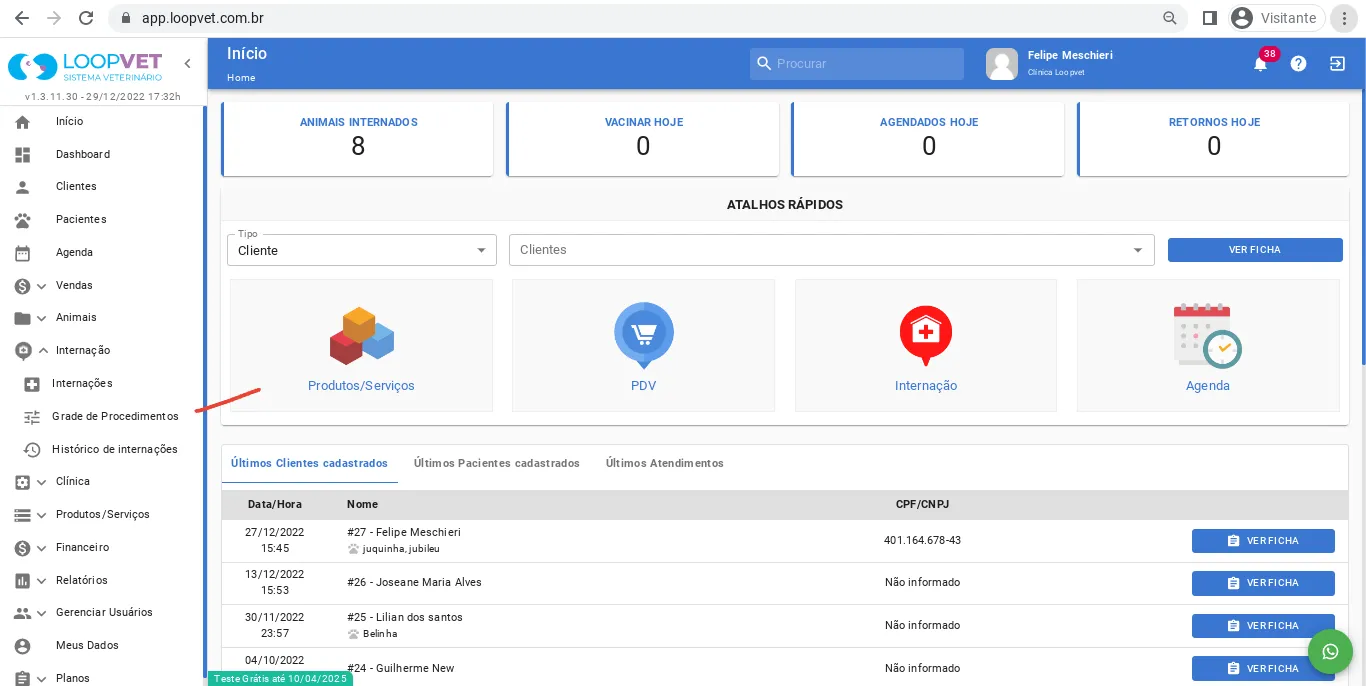 app.loopvet.com.br
Visitante
LOOPVET
SISTEMA VETERINÁRIO
v1.3.11.30 - 29/12/2022 17:32h
Início
Dashboard
Clientes
Pacientes
Agenda
Vendas
Animais
Internação
Internações
Grade de Procedimentos
Histórico de internações
Clínica
Produtos/Serviços
Financeiro
Relatórios
Gerenciar Usuários
Meus Dados
Planos
Início
Home
Procurar
Felipe Meschieri
Clínica Loopvet
38
ANIMAIS INTERNADOS
8
VACINAR HOJE
0
AGENDADOS HOJE
0
RETORNOS HOJE
0
ATALHOS RÁPIDOS
Tipo
Cliente
Clientes
VER FICHA
Produtos/Serviços
PDV
Internação
Agenda
Últimos Clientes cadastrados Últimos Pacientes cadastrados Últimos Atendimentos
Data/Hora Nome CPF/CNPJ
27/12/2022
15:45
#27 - Felipe Meschieri
juquinha, jubileu
401.164.678-43
VER FICHA
13/12/2022
15:53
#26 - Joseane Maria Alves
Não informado
VER FICHA
30/11/2022
23:57
#25 - Lilian dos santos
Belinha
Não informado
VER FICHA
04/10/2022
#24 - Guilherme New
Não informado
VER FICHA
Teste Grátis até 10/04/2025